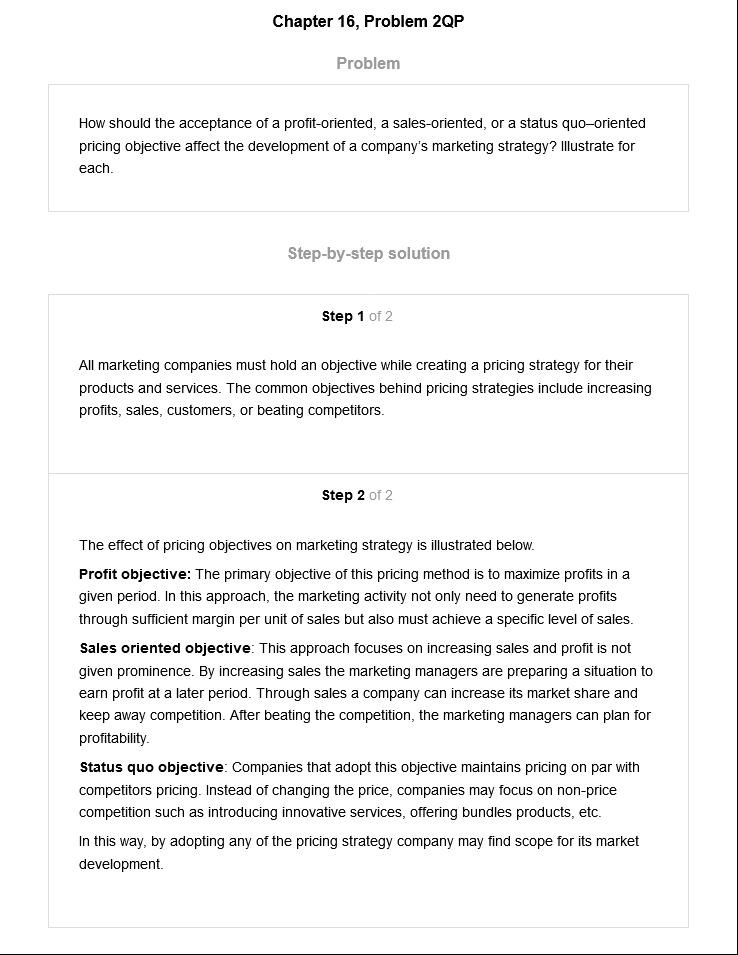 Chapter 16, Problem 2QP
Problem
How should the acceptance of a profit-oriented, a sales-oriented, or a status quo–oriented
pricing objective affect the development of a company's marketing strategy? Illustrate for
each.
Step-by-step solution
Step 1 of 2
All marketing companies must hold an objective while creating a pricing strategy for their
products and services. The common objectives behind pricing strategies include increasing
profits, sales, customers, or beating competitors.
Step 2 of 2
The effect of pricing objectives on marketing strategy is illustrated below.
Profit objective: The primary objective of this pricing method is to maximize profits in a
given period. In this approach, the marketing activity not only need to generate profits
through sufficient margin per unit of sales but also must achieve a specific level of sales.
Sales oriented objective: This approach focuses on increasing sales and profit is not
given prominence. By increasing sales the marketing managers are preparing a situation to
earn profit at a later period. Through sales a company can increase its market share and
keep away competition. After beating the competition, the marketing managers can plan for
profitability.
Status quo objective: Companies that adopt this objective maintains pricing on par with
competitors pricing. Instead of changing the price, companies may focus on non-price
competition such as introducing innovative services, offering bundles products, etc.
In this way, by adopting any of the pricing strategy company may find scope for its market
development.